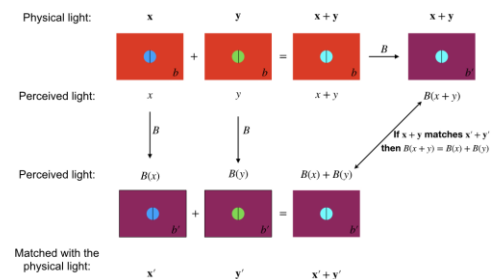 Physical light: x y x + y x + y
+ = B
b b b b'
Perceived light: x y x + y B(x + y)
B B
If x + y matches x' + y'
then B(x + y) = B(x) + B(y)
Perceived light: B(x) B(y) B(x) + B(y)
+ =
b' b' b'
Matched with the
physical light: x' y' x' + y'